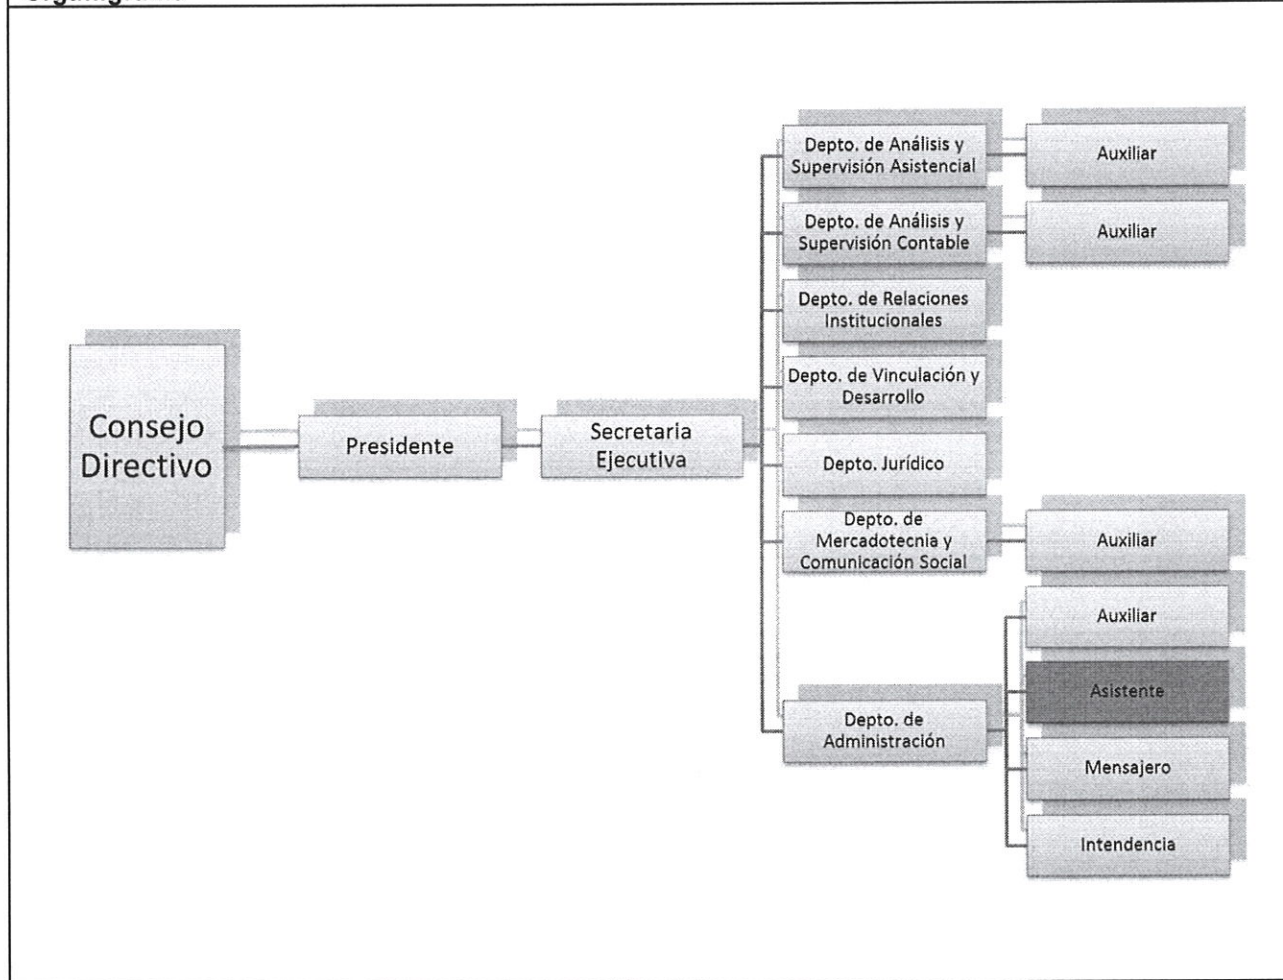 Consejo
Directivo
Presidente
Secretaria
Ejecutiva
Depto. de Análisis y
Supervisión Asistencial
Auxiliar
Depto. de Análisis y
Supervisión Contable
Auxiliar
Depto. de Relaciones
Institucionales
Depto. de Vinculación y
Desarrollo
Depto. Jurídico
Depto. de
Mercadotecnia y
Comunicación Social
Auxiliar
Depto. de
Administración
Auxiliar
Asistente
Mensajero
Intendencia